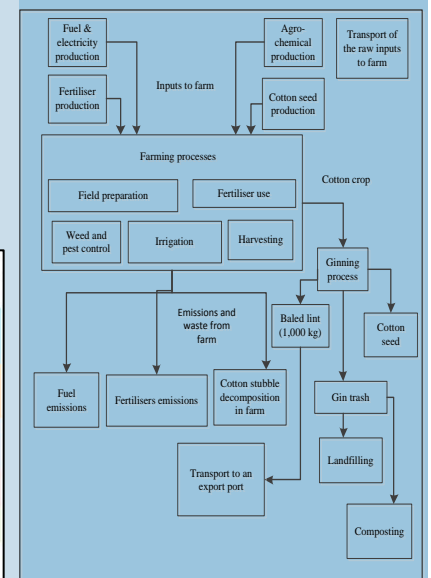 Fuel &
electricity
production
Agro-
chemical
production
Transport of
the raw inputs
to farm
Inputs to farm
Fertiliser
production
Cotton seed
production
Farming processes
Cotton crop
Field preparation
Fertiliser use
Weed and
pest control
Irrigation
Harvesting
Ginning
process
Emissions and
waste from
farm
Baled lint
(1,000 kg)
Cotton
seed
Fuel
emissions
Fertilisers emissions
Cotton stubble
decomposition
in farm
Gin trash
Transport to an
export port
Landfilling
Composting